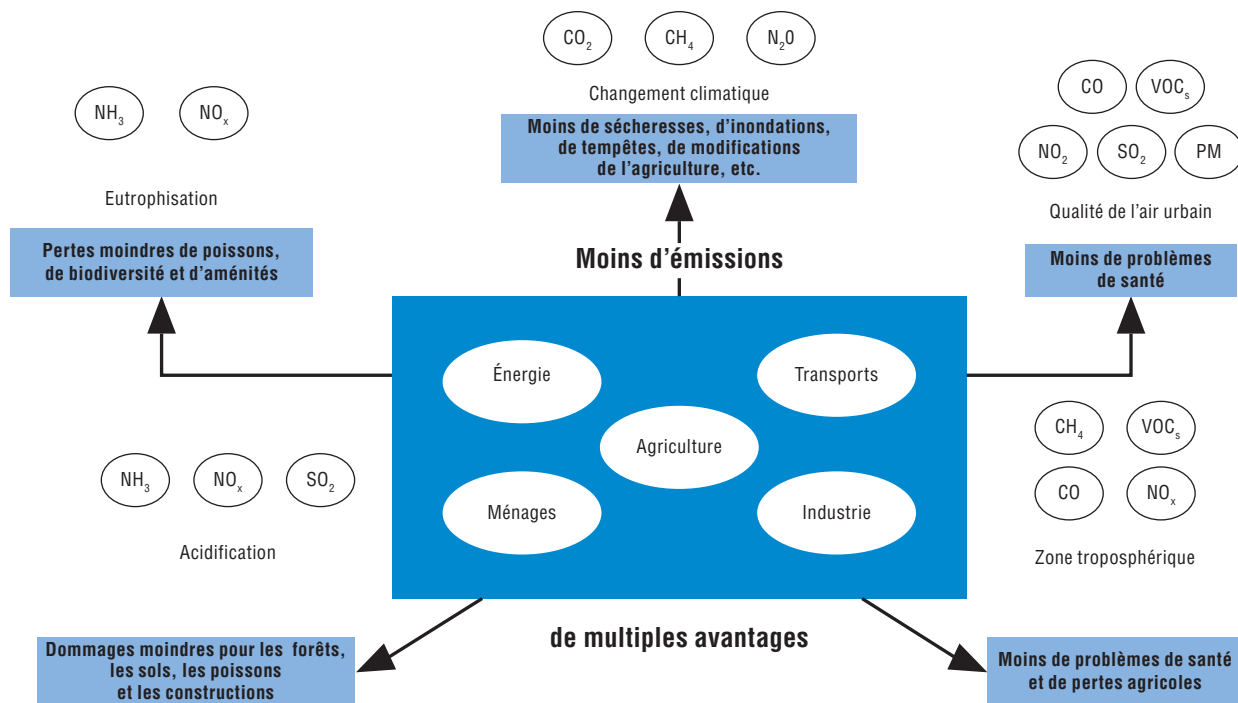 CO₂ CH₄ N₂0
Changement climatique
Moins de sécheresses, d'inondations,
de tempêtes, de modifications
de l'agriculture, etc.
NH₃ NOₓ
Eutrophisation
Pertes moindres de poissons,
de biodiversité et d'aménités
CO VOCₛ
NO₂ SO₂ PM
Qualité de l'air urbain
Moins de problèmes
de santé
Moins d'émissions
Énergie
Transports
Agriculture
Ménages
Industrie
NH₃ NOₓ SO₂
Acidification
CH₄ VOCₛ
CO NOₓ
Zone troposphérique
Dommages moindres pour les forêts,
les sols, les poissons
et les constructions
de multiples avantages
Moins de problèmes de santé
et de pertes agricoles